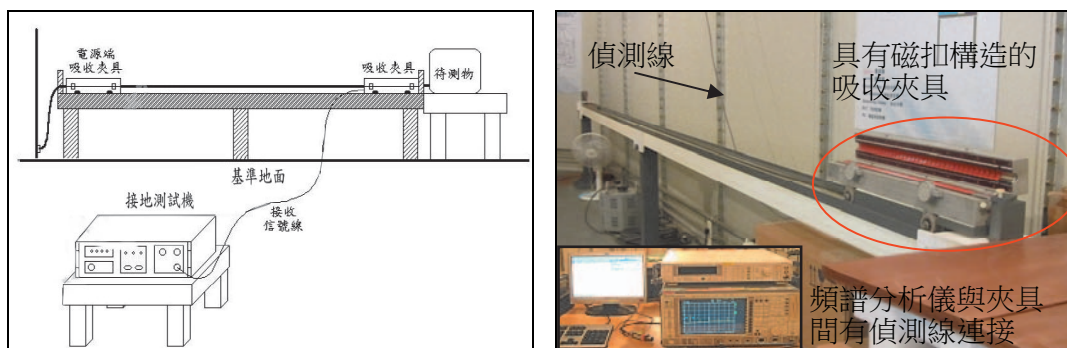 電源端
吸收夾具
吸收夾具
待測物
基準地面
接地測試機
接收
信號線
偵測線
具有磁扣構造的
吸收夾具
頻譜分析儀與夾具
間有偵測線連接